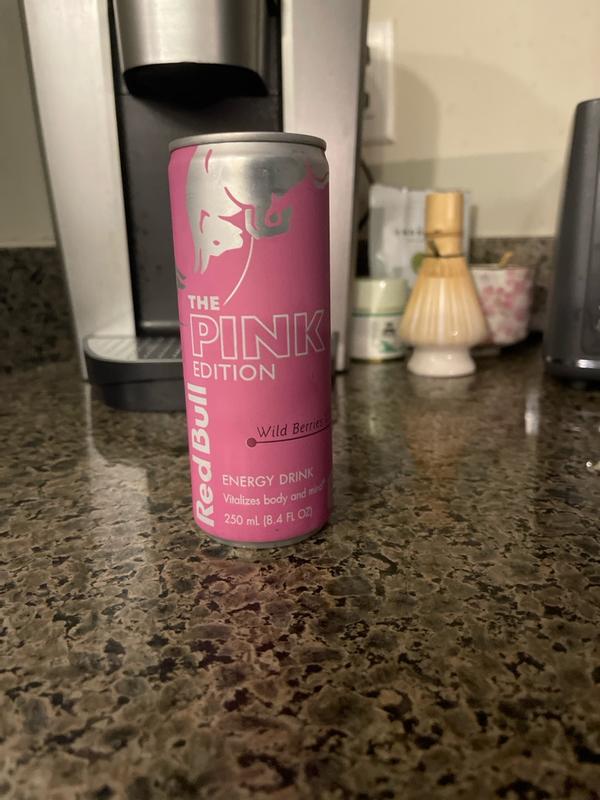 THE
PINK
EDITION
Red Bull
Wild Berries
ENERGY DRINK
Vitalizes body and mind
250 mL (8.4 FL OZ)